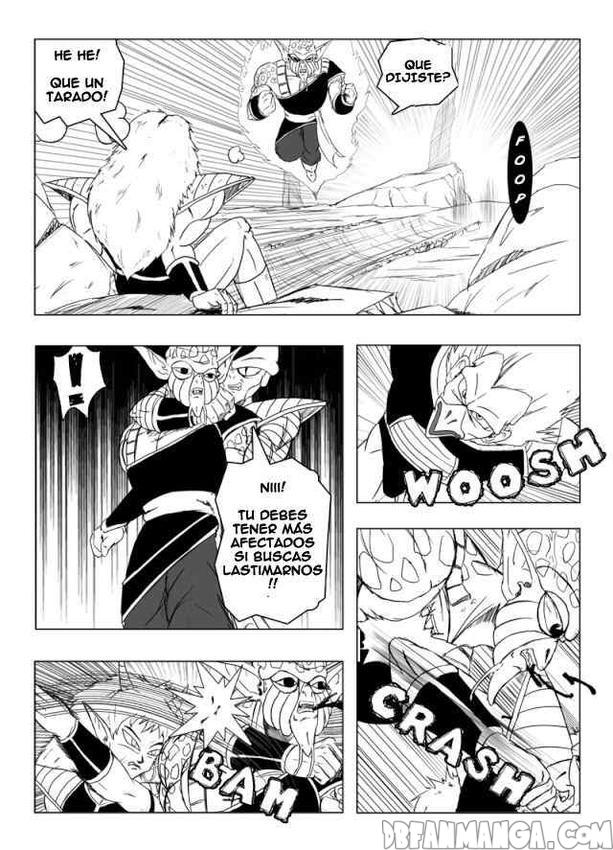 HE HE!
QUE UN
TARADO!
QUE
DIJISTE?
FOOP
!!
NIII!
TU DEBES
TENER MÁS
AFECTADOS
SI BUSCAS
LASTIMARNOS
!!
WOOSH
CRASH
BAM
DBFANMANGA.COM